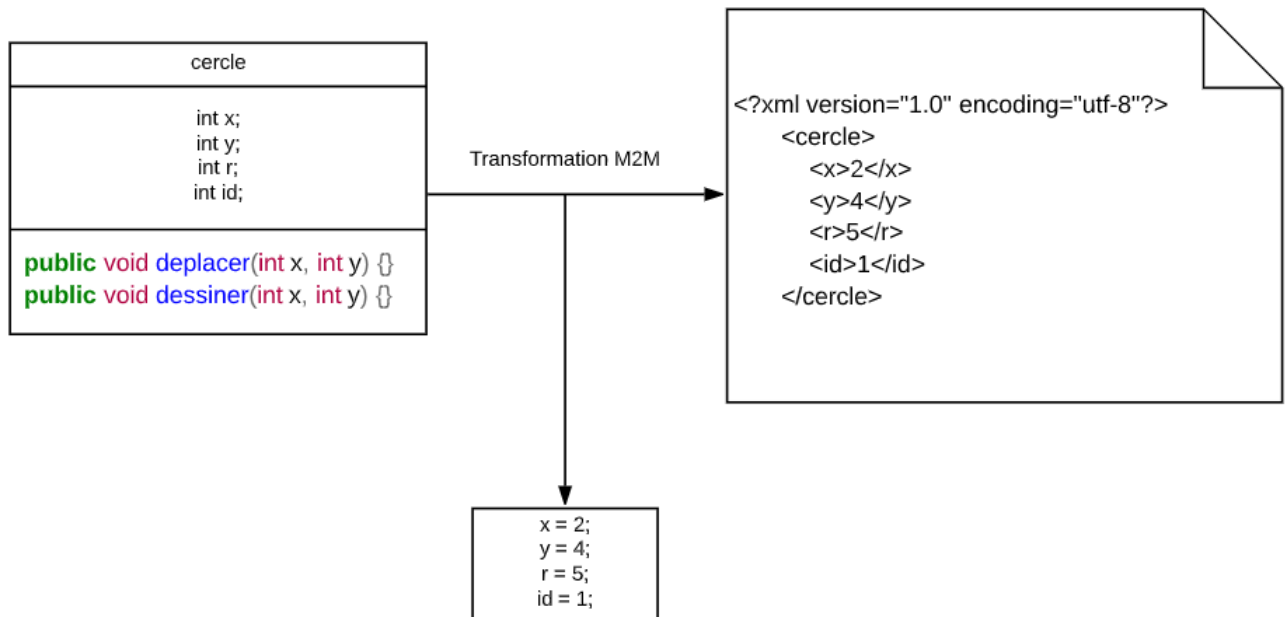 cercle
int x;
int y;
int r;
int id;
public void deplacer(int x, int y) {}
public void dessiner(int x, int y) {}
Transformation M2M
<?xml version="1.0" encoding="utf-8"?>
<cercle>
<x>2</x>
<y>4</y>
<r>5</r>
<id>1</id>
</cercle>
x = 2;
y = 4;
r = 5;
id = 1;